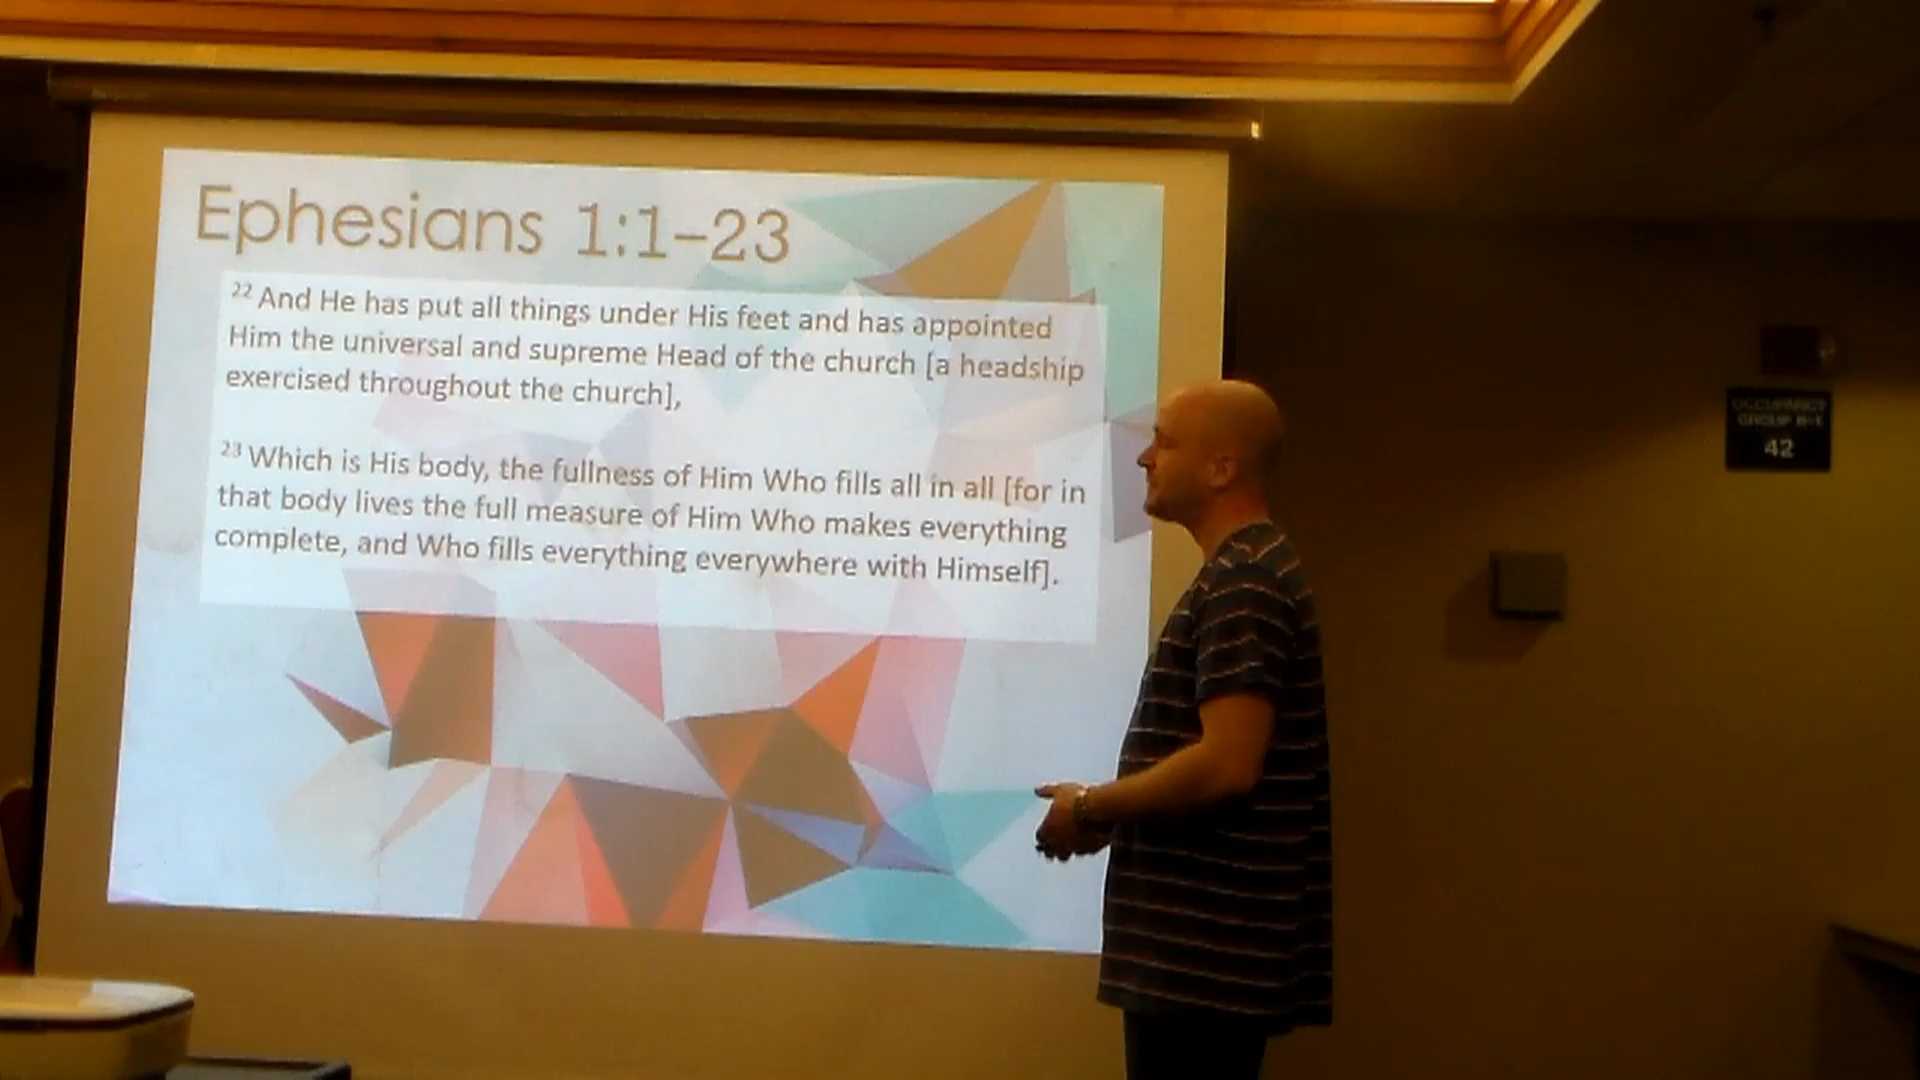 Ephesians 1:1–23
22 And He has put all things under His feet and has appointed
Him the universal and supreme Head of the church [a headship
exercised throughout the church],
23 Which is His body, the fullness of Him Who fills all in all [for in
that body lives the full measure of Him Who makes everything
complete, and Who fills everything everywhere with Himself].
OCCUPANCY
GROUP
42